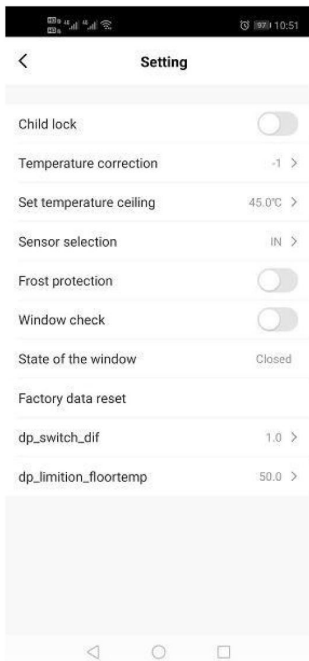 97 10:51
Setting
Child lock
Temperature correction -1 >
Set temperature ceiling 45.0℃ >
Sensor selection IN >
Frost protection
Window check
State of the window Closed
Factory data reset
dp_switch_dif 1.0 >
dp_limition_floortemp 50.0 >